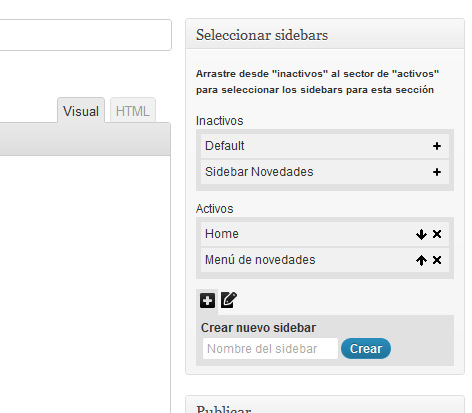 Seleccionar sidebars
Arrastre desde "inactivos" al sector de "activos"
para seleccionar los sidebars para esta sección
Visual
HTML
Inactivos
Default
Sidebar Novedades
Activos
Home
Menú de novedades
Crear nuevo sidebar
Nombre del sidebar
Crear
Publicar